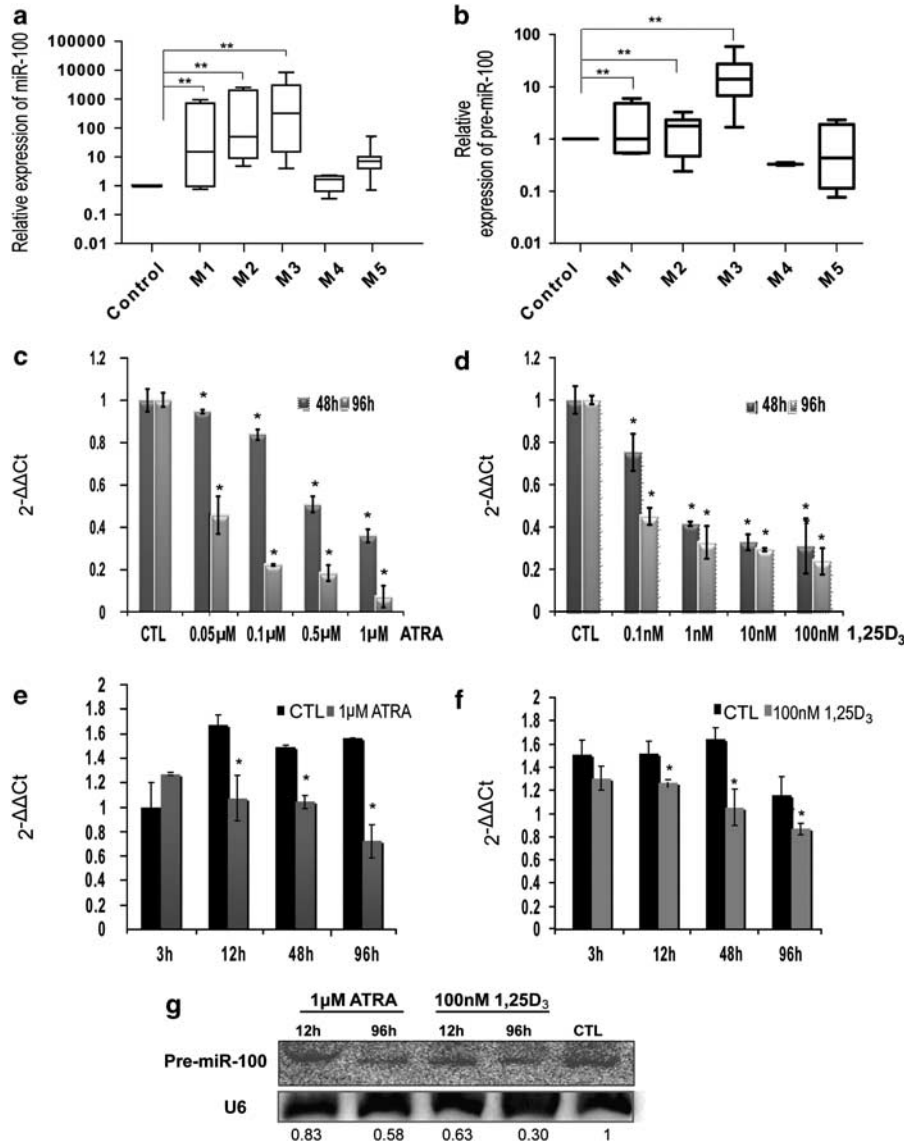 a
Relative expression of miR-100
100000
10000
1000
100
10
1
0.1
0.01
**
**
**
Control
M1
M2
M3
M4
M5
b
Relative
expression of pre-miR-100
100
10
1
0.1
0.01
**
**
**
Control
M1
M2
M3
M4
M5
c
2-ΔΔCt
1.2
1
0.8
0.6
0.4
0.2
0
48h 96h
* * * * * * * *
CTL 0.05µM 0.1µM 0.5µM 1µM ATRA
d
2-ΔΔCt
1.2
1
0.8
0.6
0.4
0.2
0
48h 96h
* * * * * * * *
CTL 0.1nM 1nM 10nM 100nM 1,25D3
e
2-ΔΔCt
2
1.8
1.6
1.4
1.2
1
0.8
0.6
0.4
0.2
0
CTL 1µM ATRA
* * *
3h 12h 48h 96h
f
2-ΔΔCt
2
1.8
1.6
1.4
1.2
1
0.8
0.6
0.4
0.2
0
CTL 100nM 1,25D3
* * *
3h 12h 48h 96h
g
1µM ATRA 100nM 1,25D3
12h 96h 12h 96h CTL
Pre-miR-100
U6
0.83 0.58 0.63 0.30 1